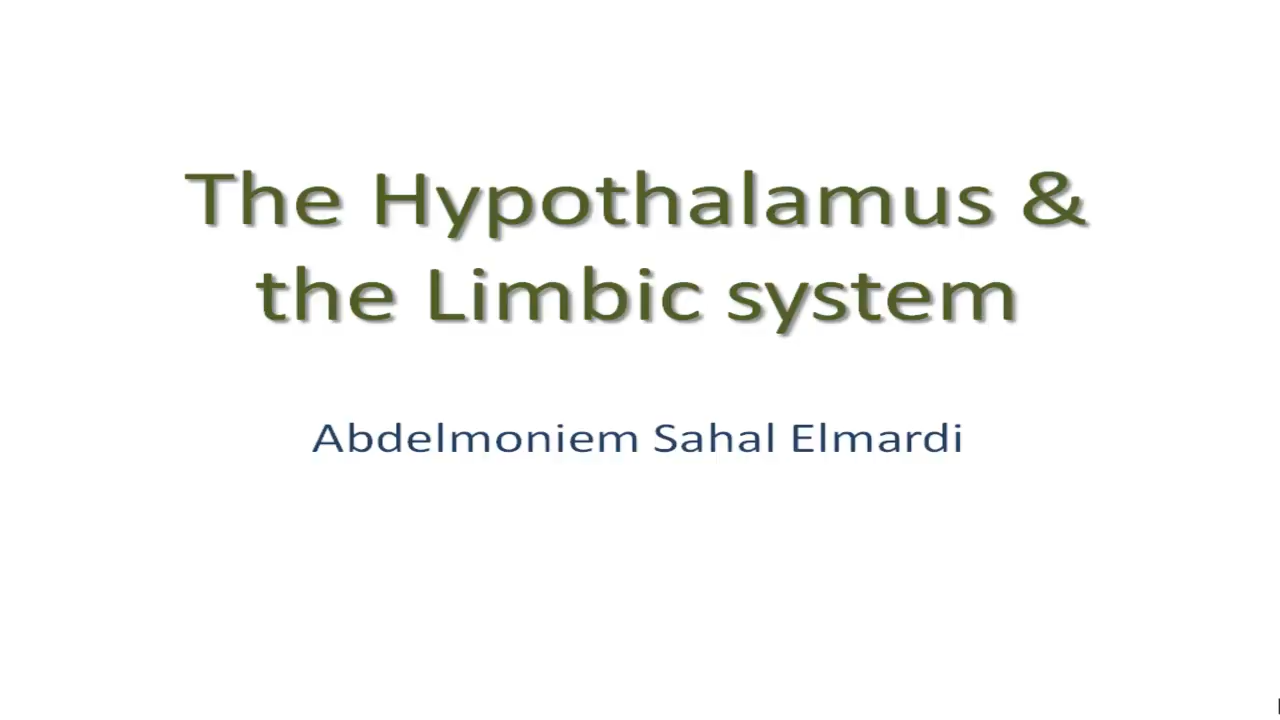 The Hypothalamus &
the Limbic system
Abdelmoniem Sahal Elmardi